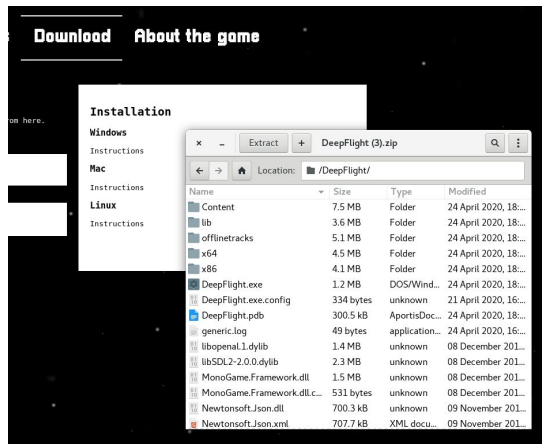 Download About the game
rom here.
Installation
Windows
Instructions
Mac
Instructions
Linux
Instructions
Extract + DeepFlight (3).zip
Location: /DeepFlight/
Name Size Type Modified
Content 7.5 MB Folder 24 April 2020, 18:...
lib 3.6 MB Folder 24 April 2020, 18:...
offlinetracks 5.1 MB Folder 24 April 2020, 18:...
x64 4.5 MB Folder 24 April 2020, 18:...
x86 4.1 MB Folder 24 April 2020, 18:...
DeepFlight.exe 1.2 MB DOS/Wind... 24 April 2020, 18:...
DeepFlight.exe.config 334 bytes unknown 21 April 2020, 16:...
DeepFlight.pdb 300.5 kB AportisDoc... 24 April 2020, 18:...
generic.log 49 bytes application... 24 April 2020, 16:...
libopenal.1.dylib 1.4 MB unknown 08 December 201...
libSDL2-2.0.0.dylib 2.3 MB unknown 08 December 201...
MonoGame.Framework.dll 1.5 MB unknown 08 December 201...
MonoGame.Framework.dll.c... 531 bytes unknown 08 December 201...
Newtonsoft.Json.dll 700.3 kB unknown 09 November 201...
Newtonsoft.Json.xml 707.7 kB XML docu... 09 November 201...